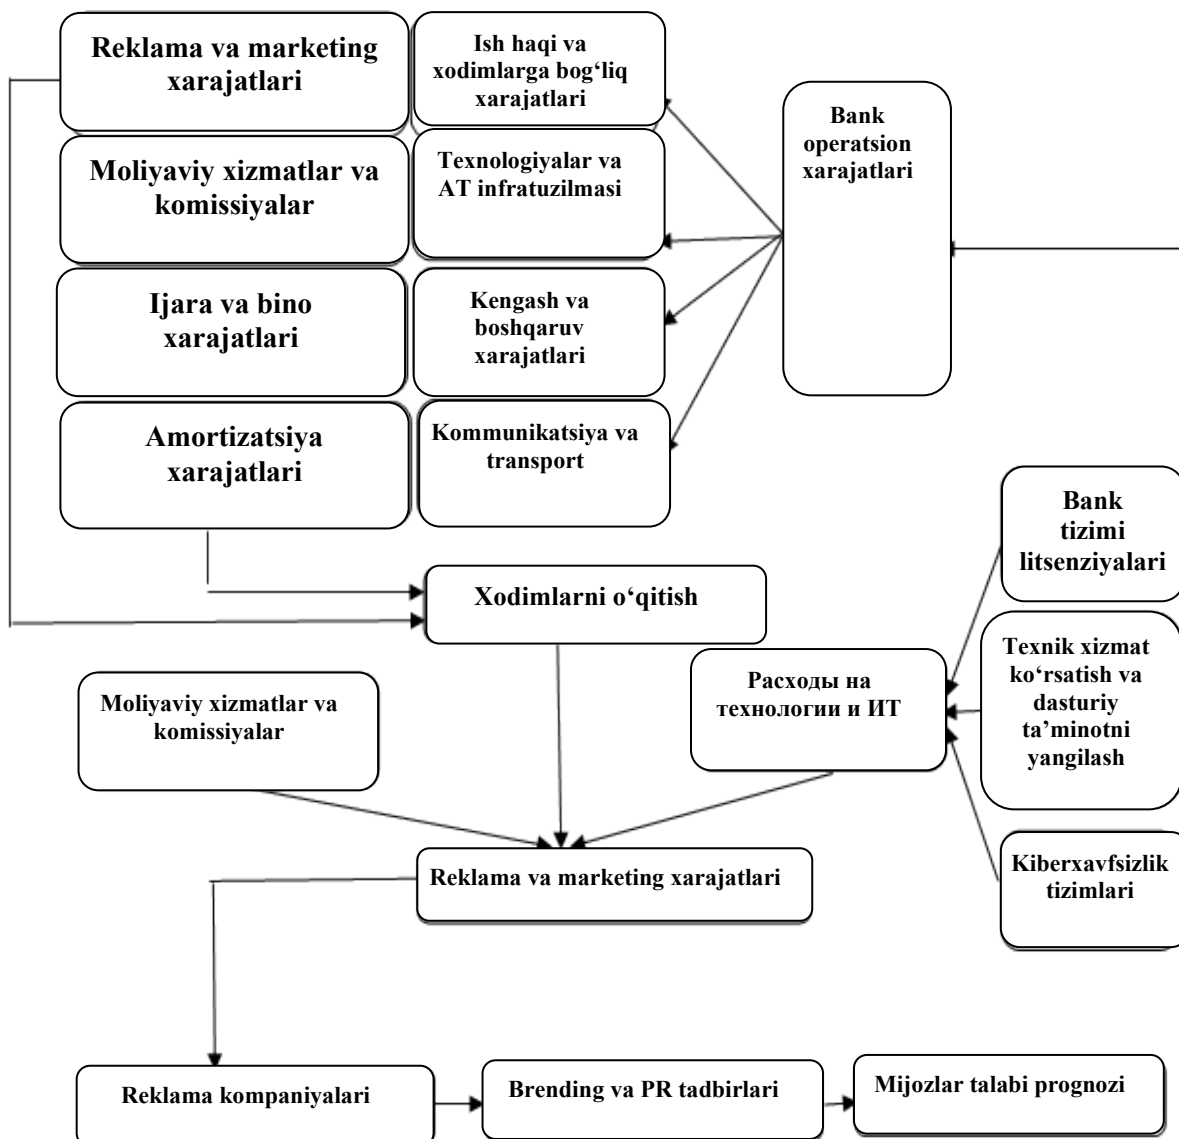 Reklama va marketing
xarajatlari
Ish haqi va
xodimlarga bog‘liq
xarajatlari
Bank
operatsion
xarajatlari
Moliyaviy xizmatlar va
komissiyalar
Texnologiyalar va
AT infratuzilmasi
Ijara va bino
xarajatlari
Kengash va
boshqaruv
xarajatlari
Amortizatsiya
xarajatlari
Kommunikatsiya va
transport
Bank
tizimi
litsenziyalari
Xodimlarni o‘qitish
Texnik xizmat
ko‘rsatish va
dasturiy
ta’minotni
yangilash
Moliyaviy xizmatlar va
komissiyalar
Расходы на
технологии и ИТ
Reklama va marketing xarajatlari
Kiberxavfsizlik
tizimlari
Reklama kompaniyalari
Brending va PR tadbirlari
Mijozlar talabi prognozi